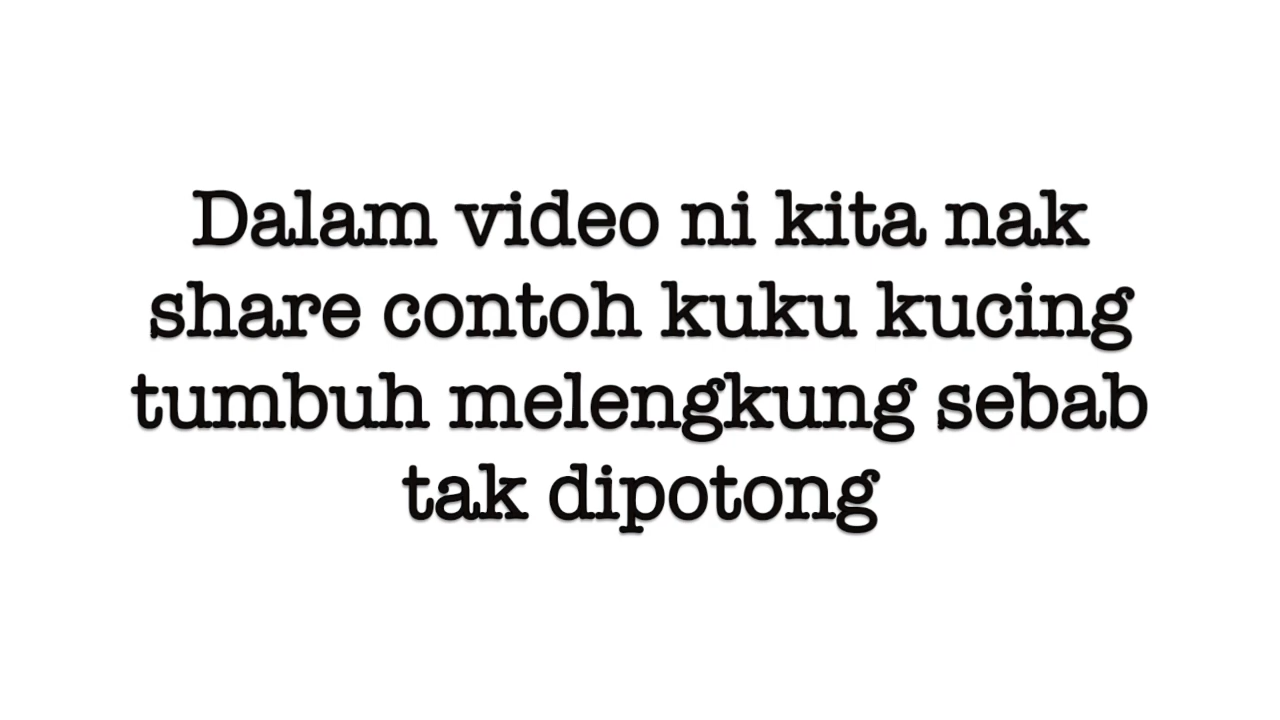 Dalam video ni kita nak
share contoh kuku kucing
tumbuh melengkung sebab
tak dipotong